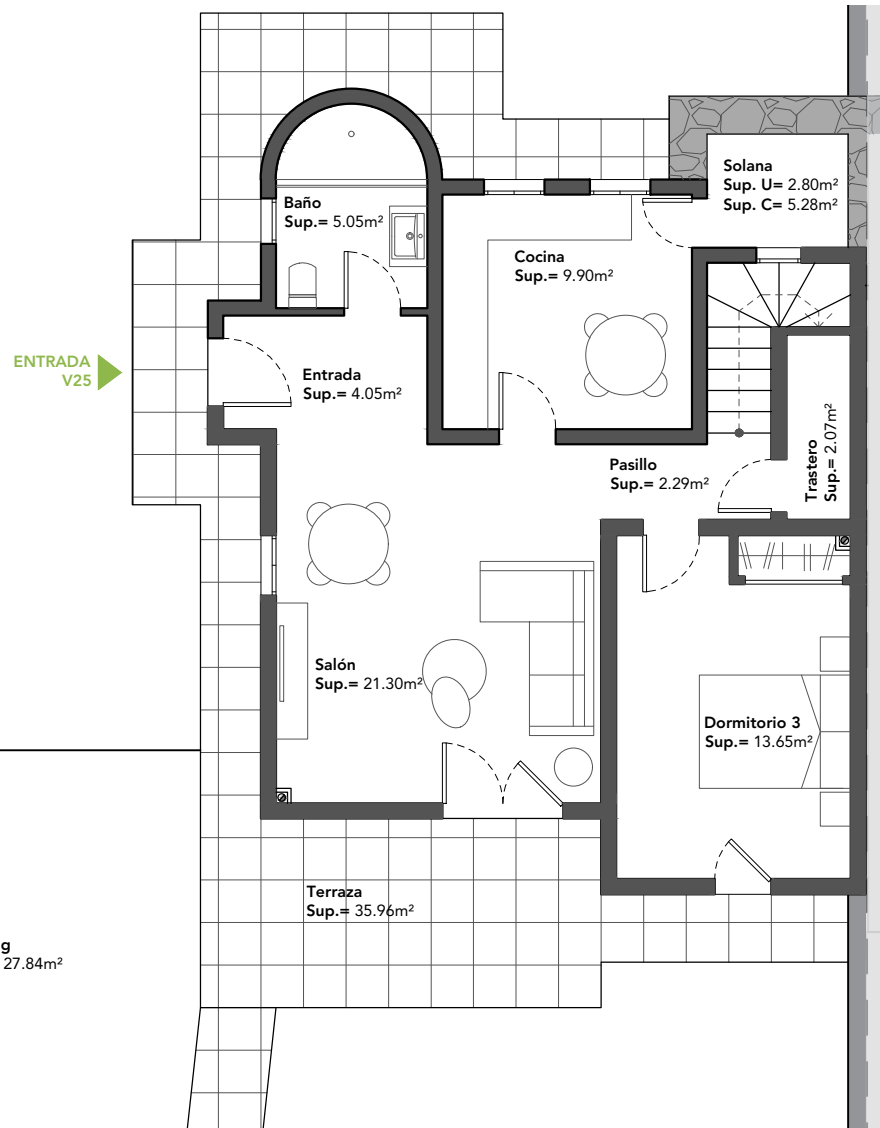 Solana
Sup. U= 2.80m²
Sup. C= 5.28m²
Baño
Sup.= 5.05m²
Cocina
Sup.= 9.90m²
ENTRADA
V25
Entrada
Sup.= 4.05m²
Trastero
Sup.= 2.07m²
Pasillo
Sup.= 2.29m²
Salón
Sup.= 21.30m²
Dormitorio 3
Sup.= 13.65m²
Terraza
Sup.= 35.96m²
g
27.84m²